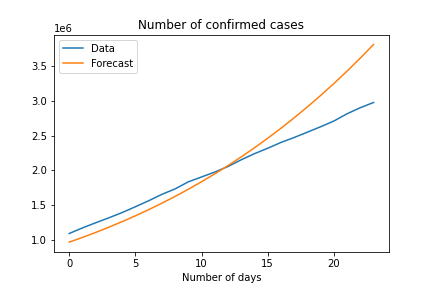 Number of confirmed cases
1e6
Data
Forecast
3.5
3.0
2.5
2.0
1.5
1.0
0 5 10 15 20
Number of days